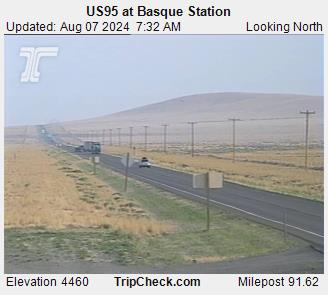 US95 at Basque Station
Updated: Aug 07 2024 7:32 AM Looking North
Elevation 4460 TripCheck.com Milepost 91.62